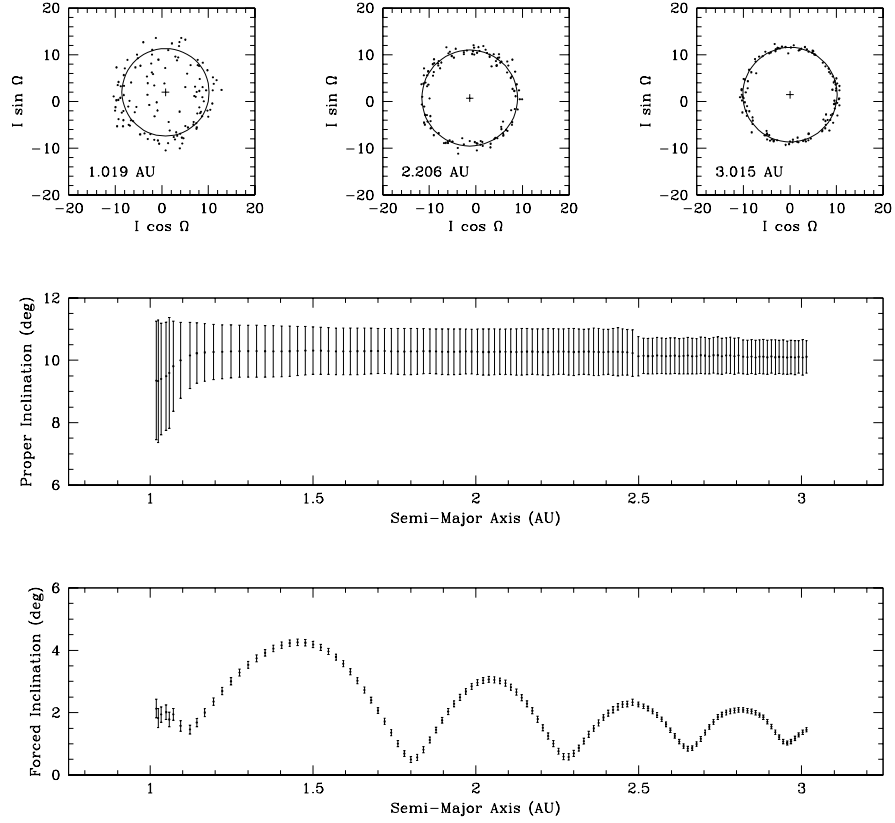 20
10
0
−10
−20
I sin Ω
1.019 AU
−20 −10 0 10 20
I cos Ω
20
10
0
−10
−20
I sin Ω
2.206 AU
−20 −10 0 10 20
I cos Ω
20
10
0
−10
−20
I sin Ω
3.015 AU
−20 −10 0 10 20
I cos Ω
12
10
8
6
Proper Inclination (deg)
1 1.5 2 2.5 3
Semi−Major Axis (AU)
6
4
2
0
Forced Inclination (deg)
1 1.5 2 2.5 3
Semi−Major Axis (AU)